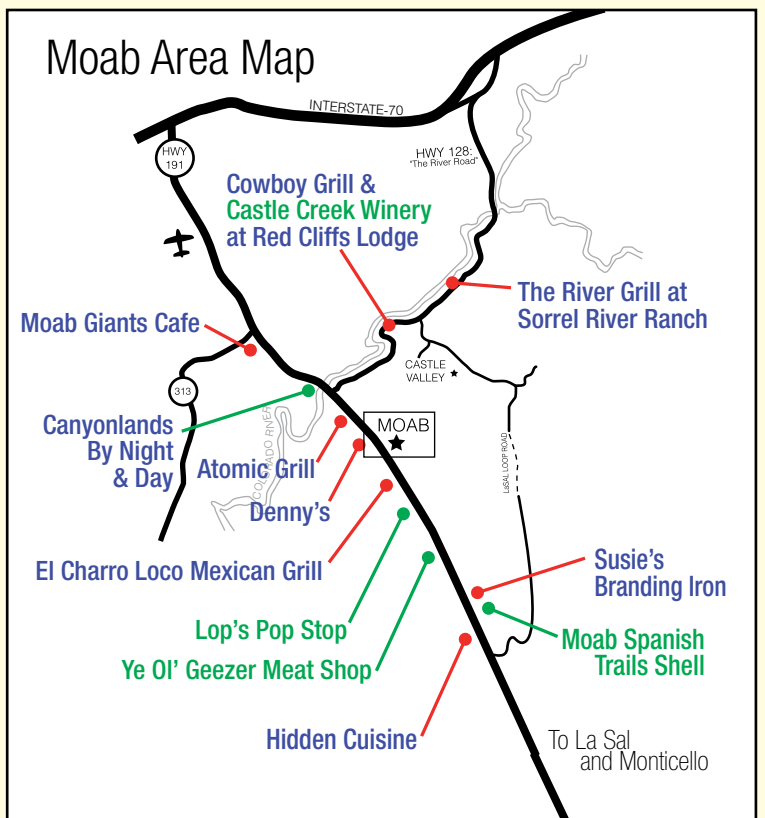 Moab Area Map
INTERSTATE-70
HWY
191
HWY 128:
"The River Road"
Cowboy Grill &
Castle Creek Winery
at Red Cliffs Lodge
The River Grill at
Sorrel River Ranch
Moab Giants Cafe
CASTLE
VALLEY
313
Canyonlands
By Night
& Day
COLORADO RIVER
MOAB
Atomic Grill
LaSAL LOOP ROAD
Denny's
El Charro Loco Mexican Grill
Susie's
Branding Iron
Lop's Pop Stop
Moab Spanish
Trails Shell
Ye Ol' Geezer Meat Shop
Hidden Cuisine
To La Sal
and Monticello